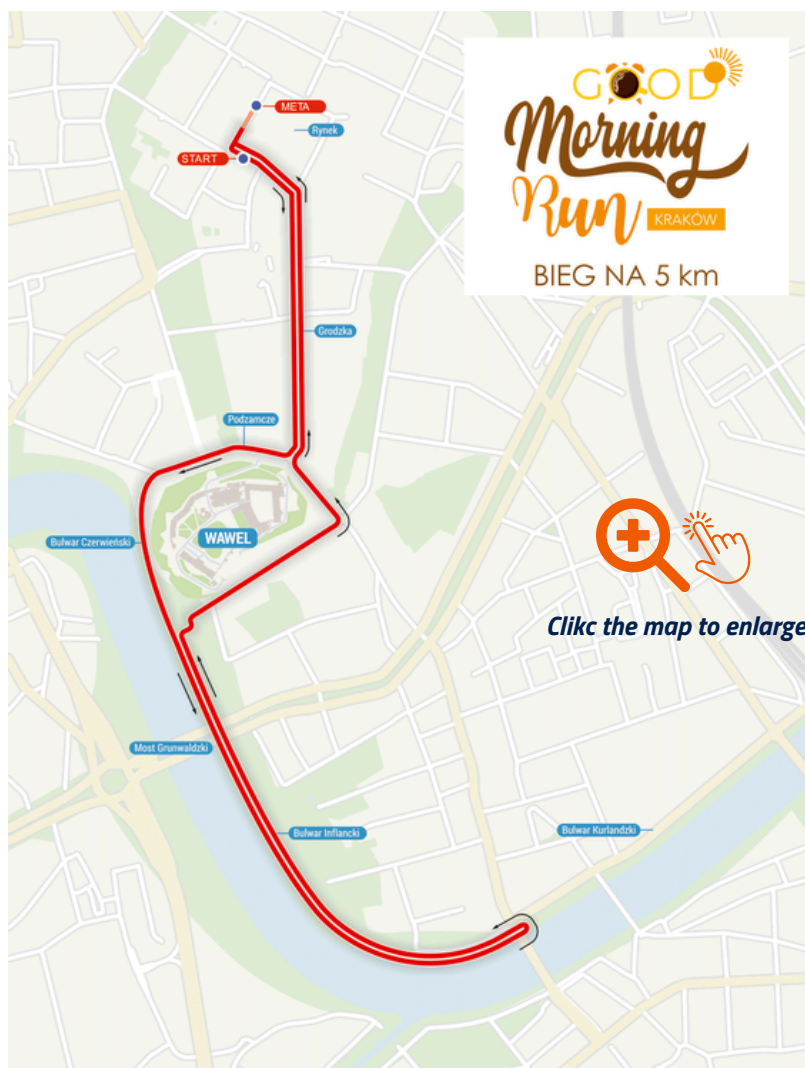 GOOD
Morning
Run
KRAKÓW
BIEG NA 5 km
META
Rynek
START
Grodzka
Podzamcze
WAWEL
Bulwar Czerwieński
Clikc the map to enlarge
Most Grunwaldzki
Bulwar Inflancki
Bulwar Kurlandzki